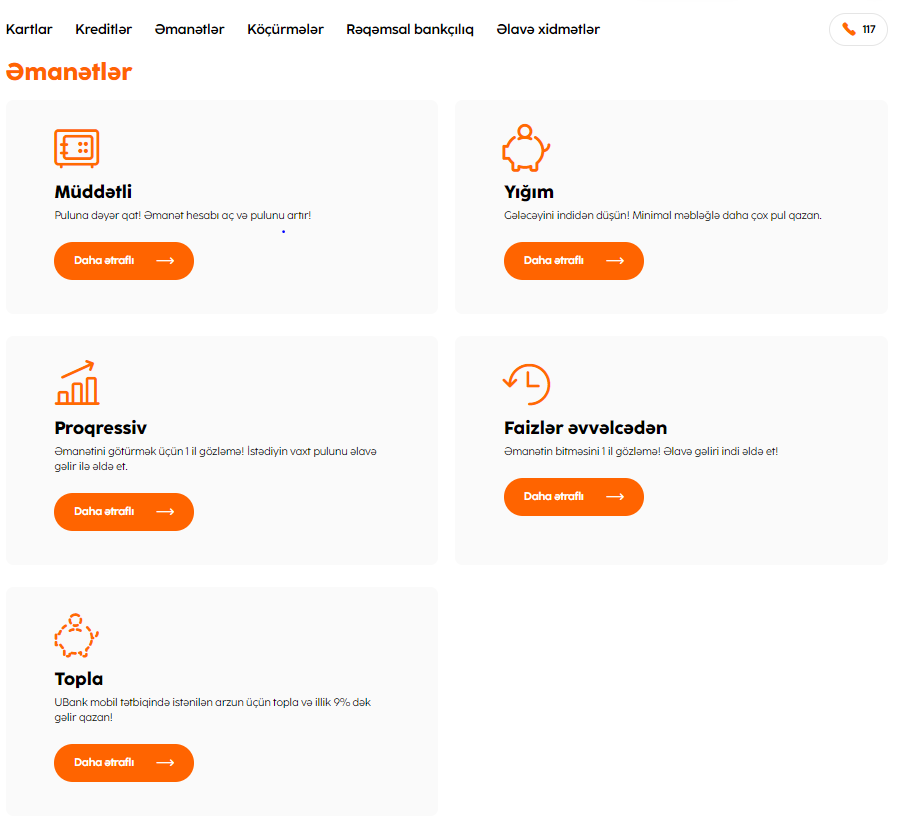 Kartlar Kreditlər Əmanətlər Köçürmələr Rəqəmsal bankçılıq Əlavə xidmətlər 117
Əmanətlər
Müddətli
Puluna dəyər qat! Əmanət hesabı aç və pulunu artır!
Daha ətraflı
Yığım
Gələcəyini indidən düşün! Minimal məbləğlə daha çox pul qazan.
Daha ətraflı
Proqressiv
Əmanətini götürmək üçün 1 il gözləmə! İstədiyin vaxt pulunu əlavə
gəlir ilə əldə et.
Daha ətraflı
Faizlər əvvəlcədən
Əmanətin bitməsini 1 il gözləmə! Əlavə gəliri indi əldə et!
Daha ətraflı
Topla
UBank mobil tətbiqində istənilən arzun üçün topla və illik 9% dək
gəlir qazan!
Daha ətraflı